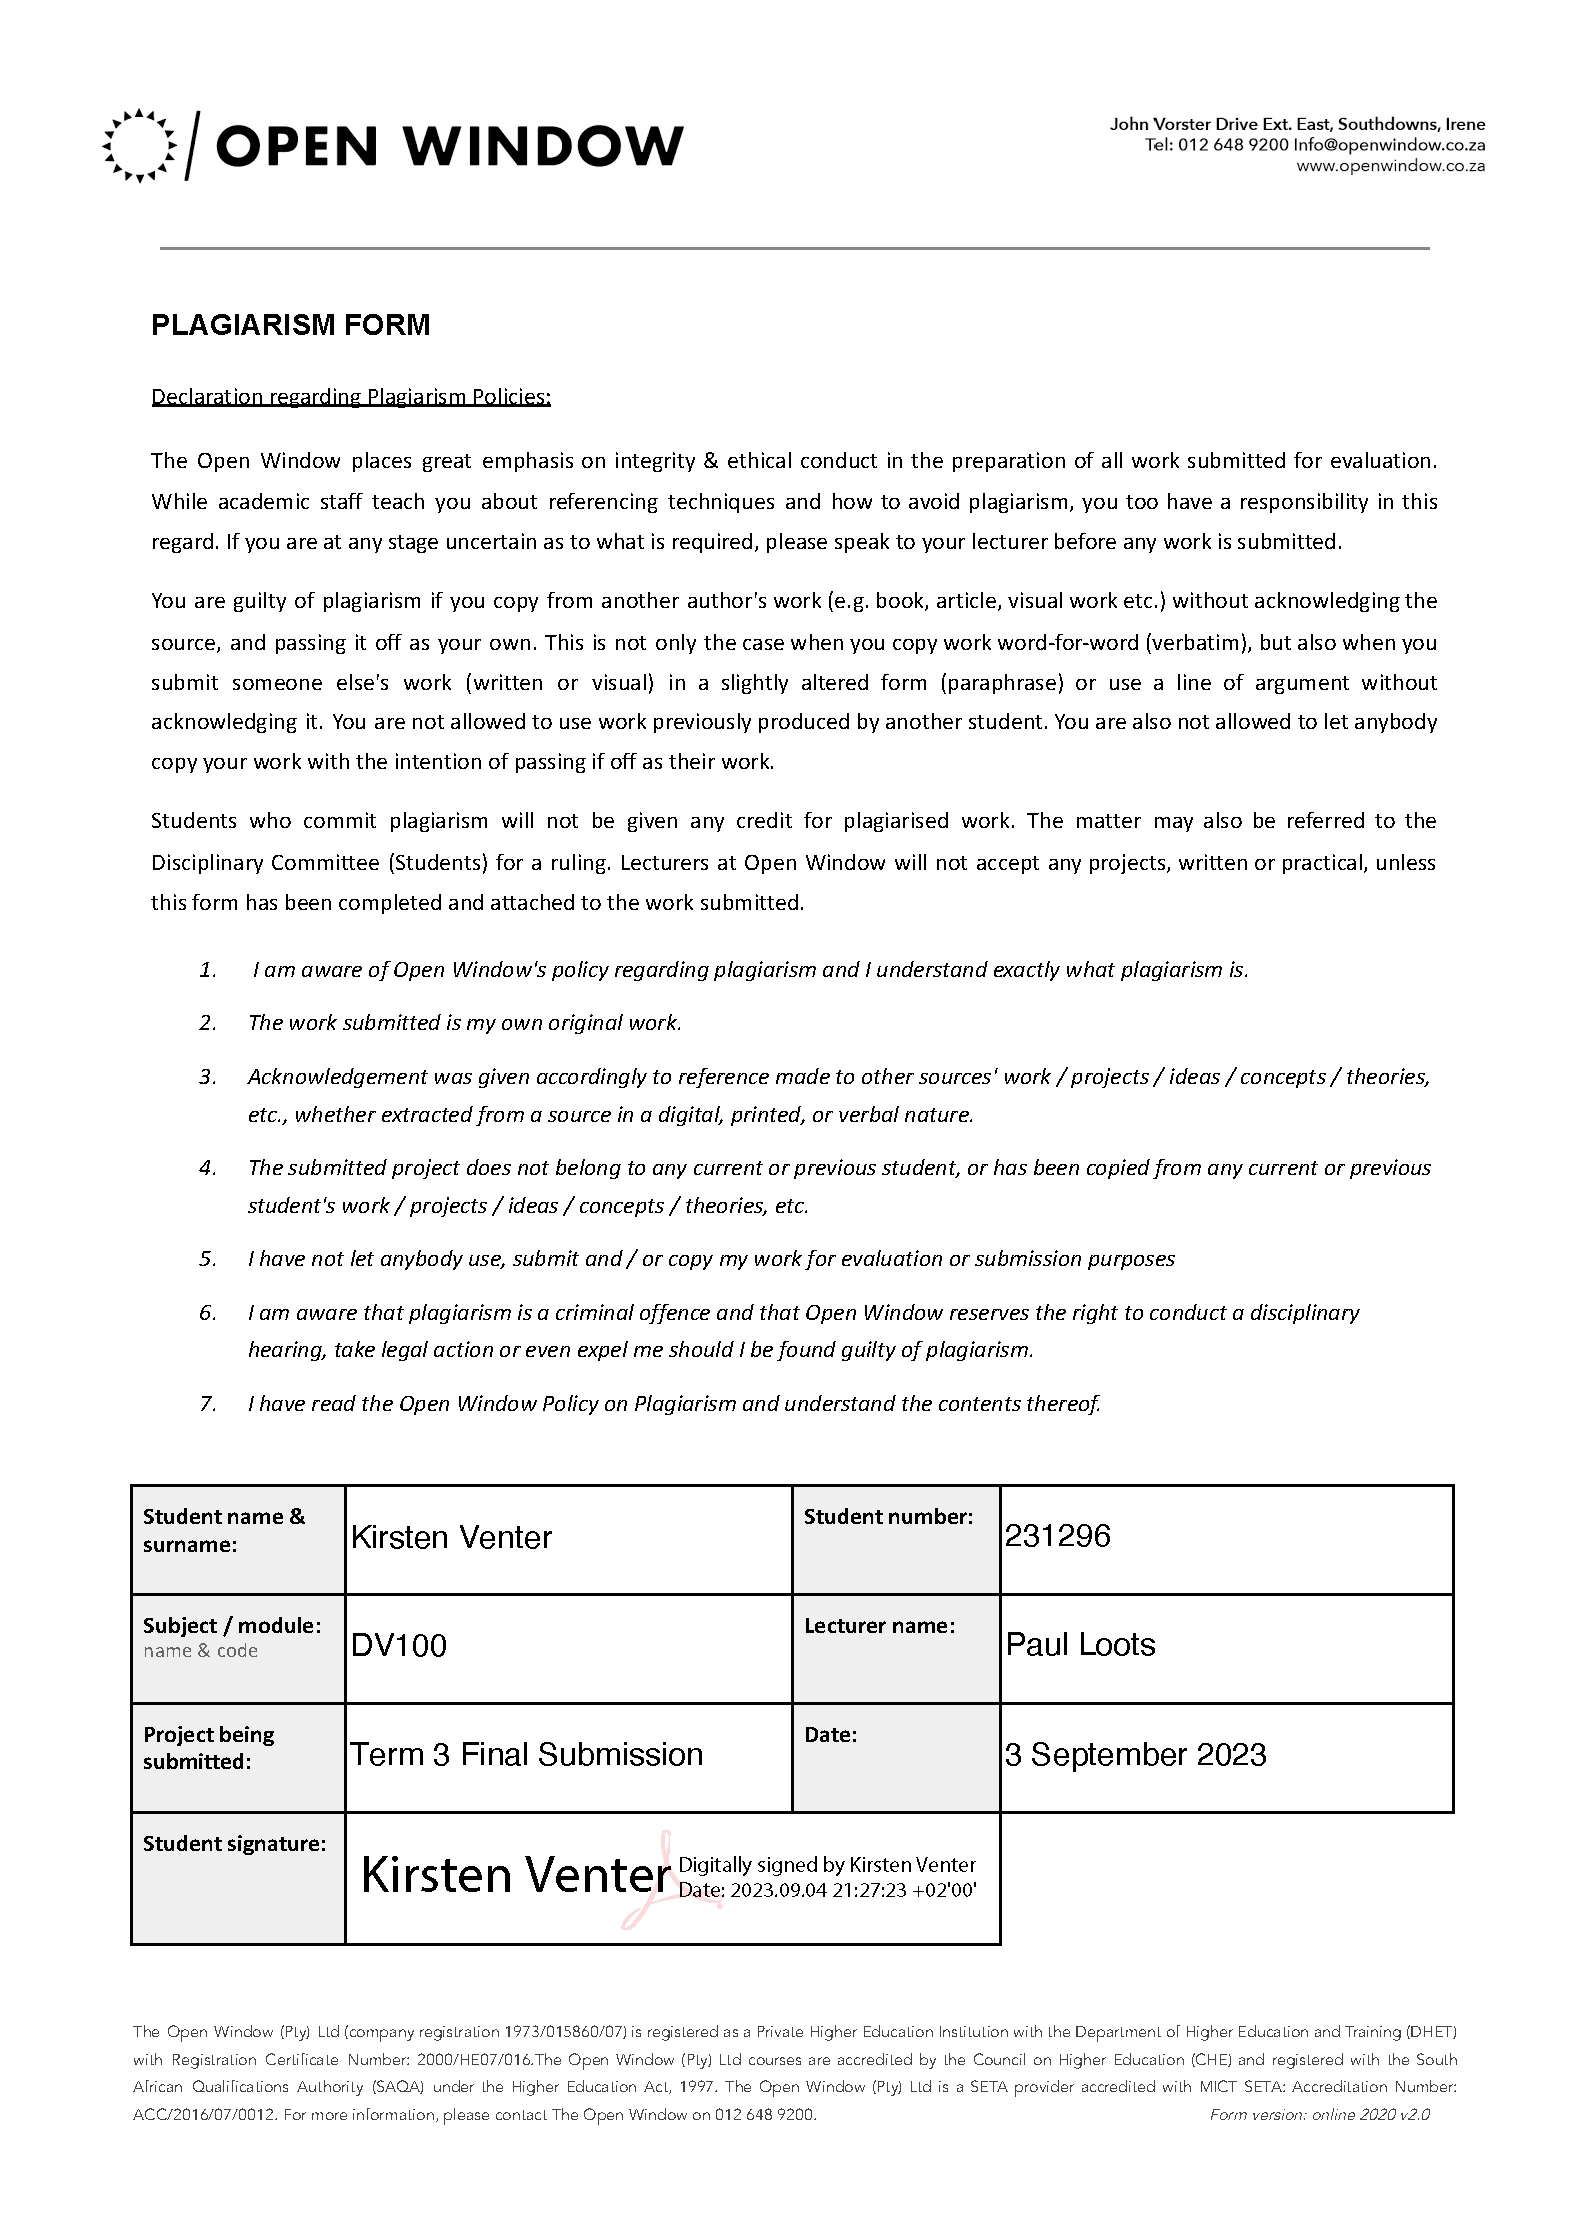 OPEN WINDOW
John Vorster Drive Ext. East, Southdowns, Irene
Tel: 012 648 9200 Info@openwindow.co.za
www.openwindow.co.za
PLAGIARISM FORM
Declaration regarding Plagiarism Policies:
The Open Window places great emphasis on integrity & ethical conduct in the preparation of all work submitted for evaluation.
While academic staff teach you about referencing techniques and how to avoid plagiarism, you too have a responsibility in this
regard. If you are at any stage uncertain as to what is required, please speak to your lecturer before any work is submitted.
You are guilty of plagiarism if you copy from another author's work (e.g. book, article, visual work etc.) without acknowledging the
source, and passing it off as your own. This is not only the case when you copy work word-for-word (verbatim), but also when you
submit someone else's work (written or visual) in a slightly altered form (paraphrase) or use a line of argument without
acknowledging it. You are not allowed to use work previously produced by another student. You are also not allowed to let anybody
copy your work with the intention of passing if off as their work.
Students who commit plagiarism will not be given any credit for plagiarised work. The matter may also be referred to the
Disciplinary Committee (Students) for a ruling. Lecturers at Open Window will not accept any projects, written or practical, unless
this form has been completed and attached to the work submitted.
1. I am aware of Open Window's policy regarding plagiarism and I understand exactly what plagiarism is.
2. The work submitted is my own original work.
3. Acknowledgement was given accordingly to reference made to other sources' work / projects / ideas / concepts / theories,
etc., whether extracted from a source in a digital, printed, or verbal nature.
4. The submitted project does not belong to any current or previous student, or has been copied from any current or previous
student's work / projects / ideas / concepts / theories, etc.
5. I have not let anybody use, submit and / or copy my work for evaluation or submission purposes
6. I am aware that plagiarism is a criminal offence and that Open Window reserves the right to conduct a disciplinary
hearing, take legal action or even expel me should I be found guilty of plagiarism.
7. I have read the Open Window Policy on Plagiarism and understand the contents thereof.
Student name &
surname:
Kirsten Venter
Student number:
231296
Subject / module:
name & code
DV100
Lecturer name:
Paul Loots
Project being
submitted:
Term 3 Final Submission
Date:
3 September 2023
Student signature:
Kirsten Venter
Digitally signed by Kirsten Venter
Date: 2023.09.04 21:27:23 +02'00'
The Open Window (Pty) Ltd (company registration 1973/015860/07) is registered as a Private Higher Education Institution with the Department of Higher Education and Training (DHET)
with Registration Certificate Number: 2000/HE07/016.The Open Window (Pty) Ltd courses are accredited by the Council on Higher Education (CHE) and registered with the South
African Qualifications Authority (SAQA) under the Higher Education Act, 1997. The Open Window (Pty) Ltd is a SETA provider accredited with MICT SETA: Accreditation Number:
ACC/2016/07/0012. For more information, please contact The Open Window on 012 648 9200.
Form version: online 2020 v2.0